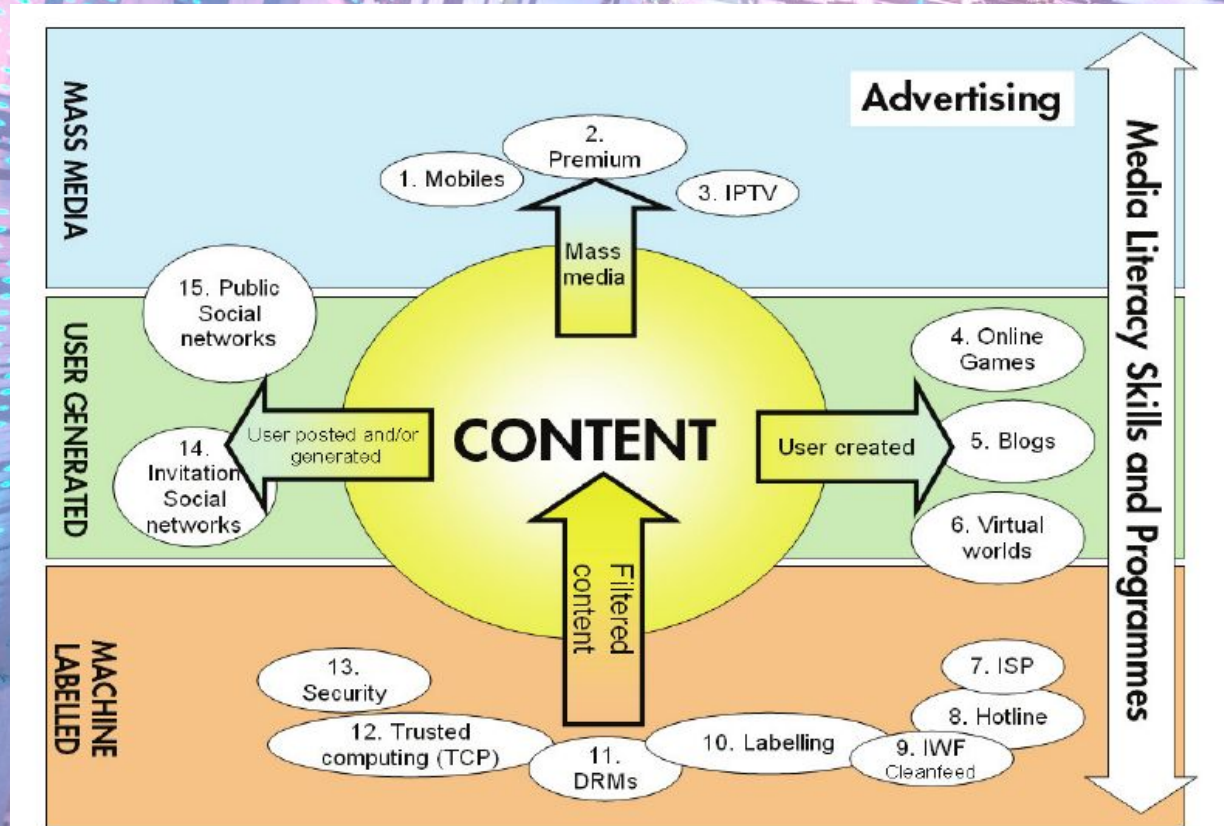 MASS MEDIA
Advertising
2.
Premium
1. Mobiles
3. IPTV
Mass
media
USER GENERATED
15. Public
Social
networks
4. Online
Games
User posted and/or
generated
CONTENT
User created
5. Blogs
14.
Invitation
Social
networks
6. Virtual
worlds
MACHINE
LABELLED
Filtered
content
13.
Security
7. ISP
8. Hotline
12. Trusted
computing (TCP)
11.
DRMs
10. Labelling
9. IWF
Cleanfeed
Media Literacy Skills and Programmes